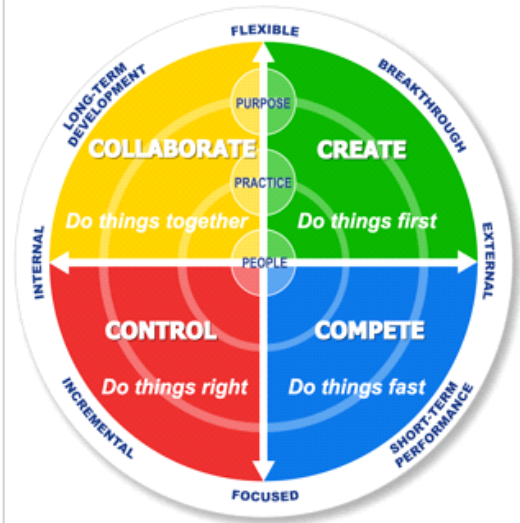 FLEXIBLE
LONG-TERM
DEVELOPMENT
BREAKTHROUGH
PURPOSE
COLLABORATE
CREATE
PRACTICE
Do things together
Do things first
INTERNAL
PEOPLE
EXTERNAL
CONTROL
COMPETE
Do things right
Do things fast
INCREMENTAL
SHORT-TERM
PERFORMANCE
FOCUSED